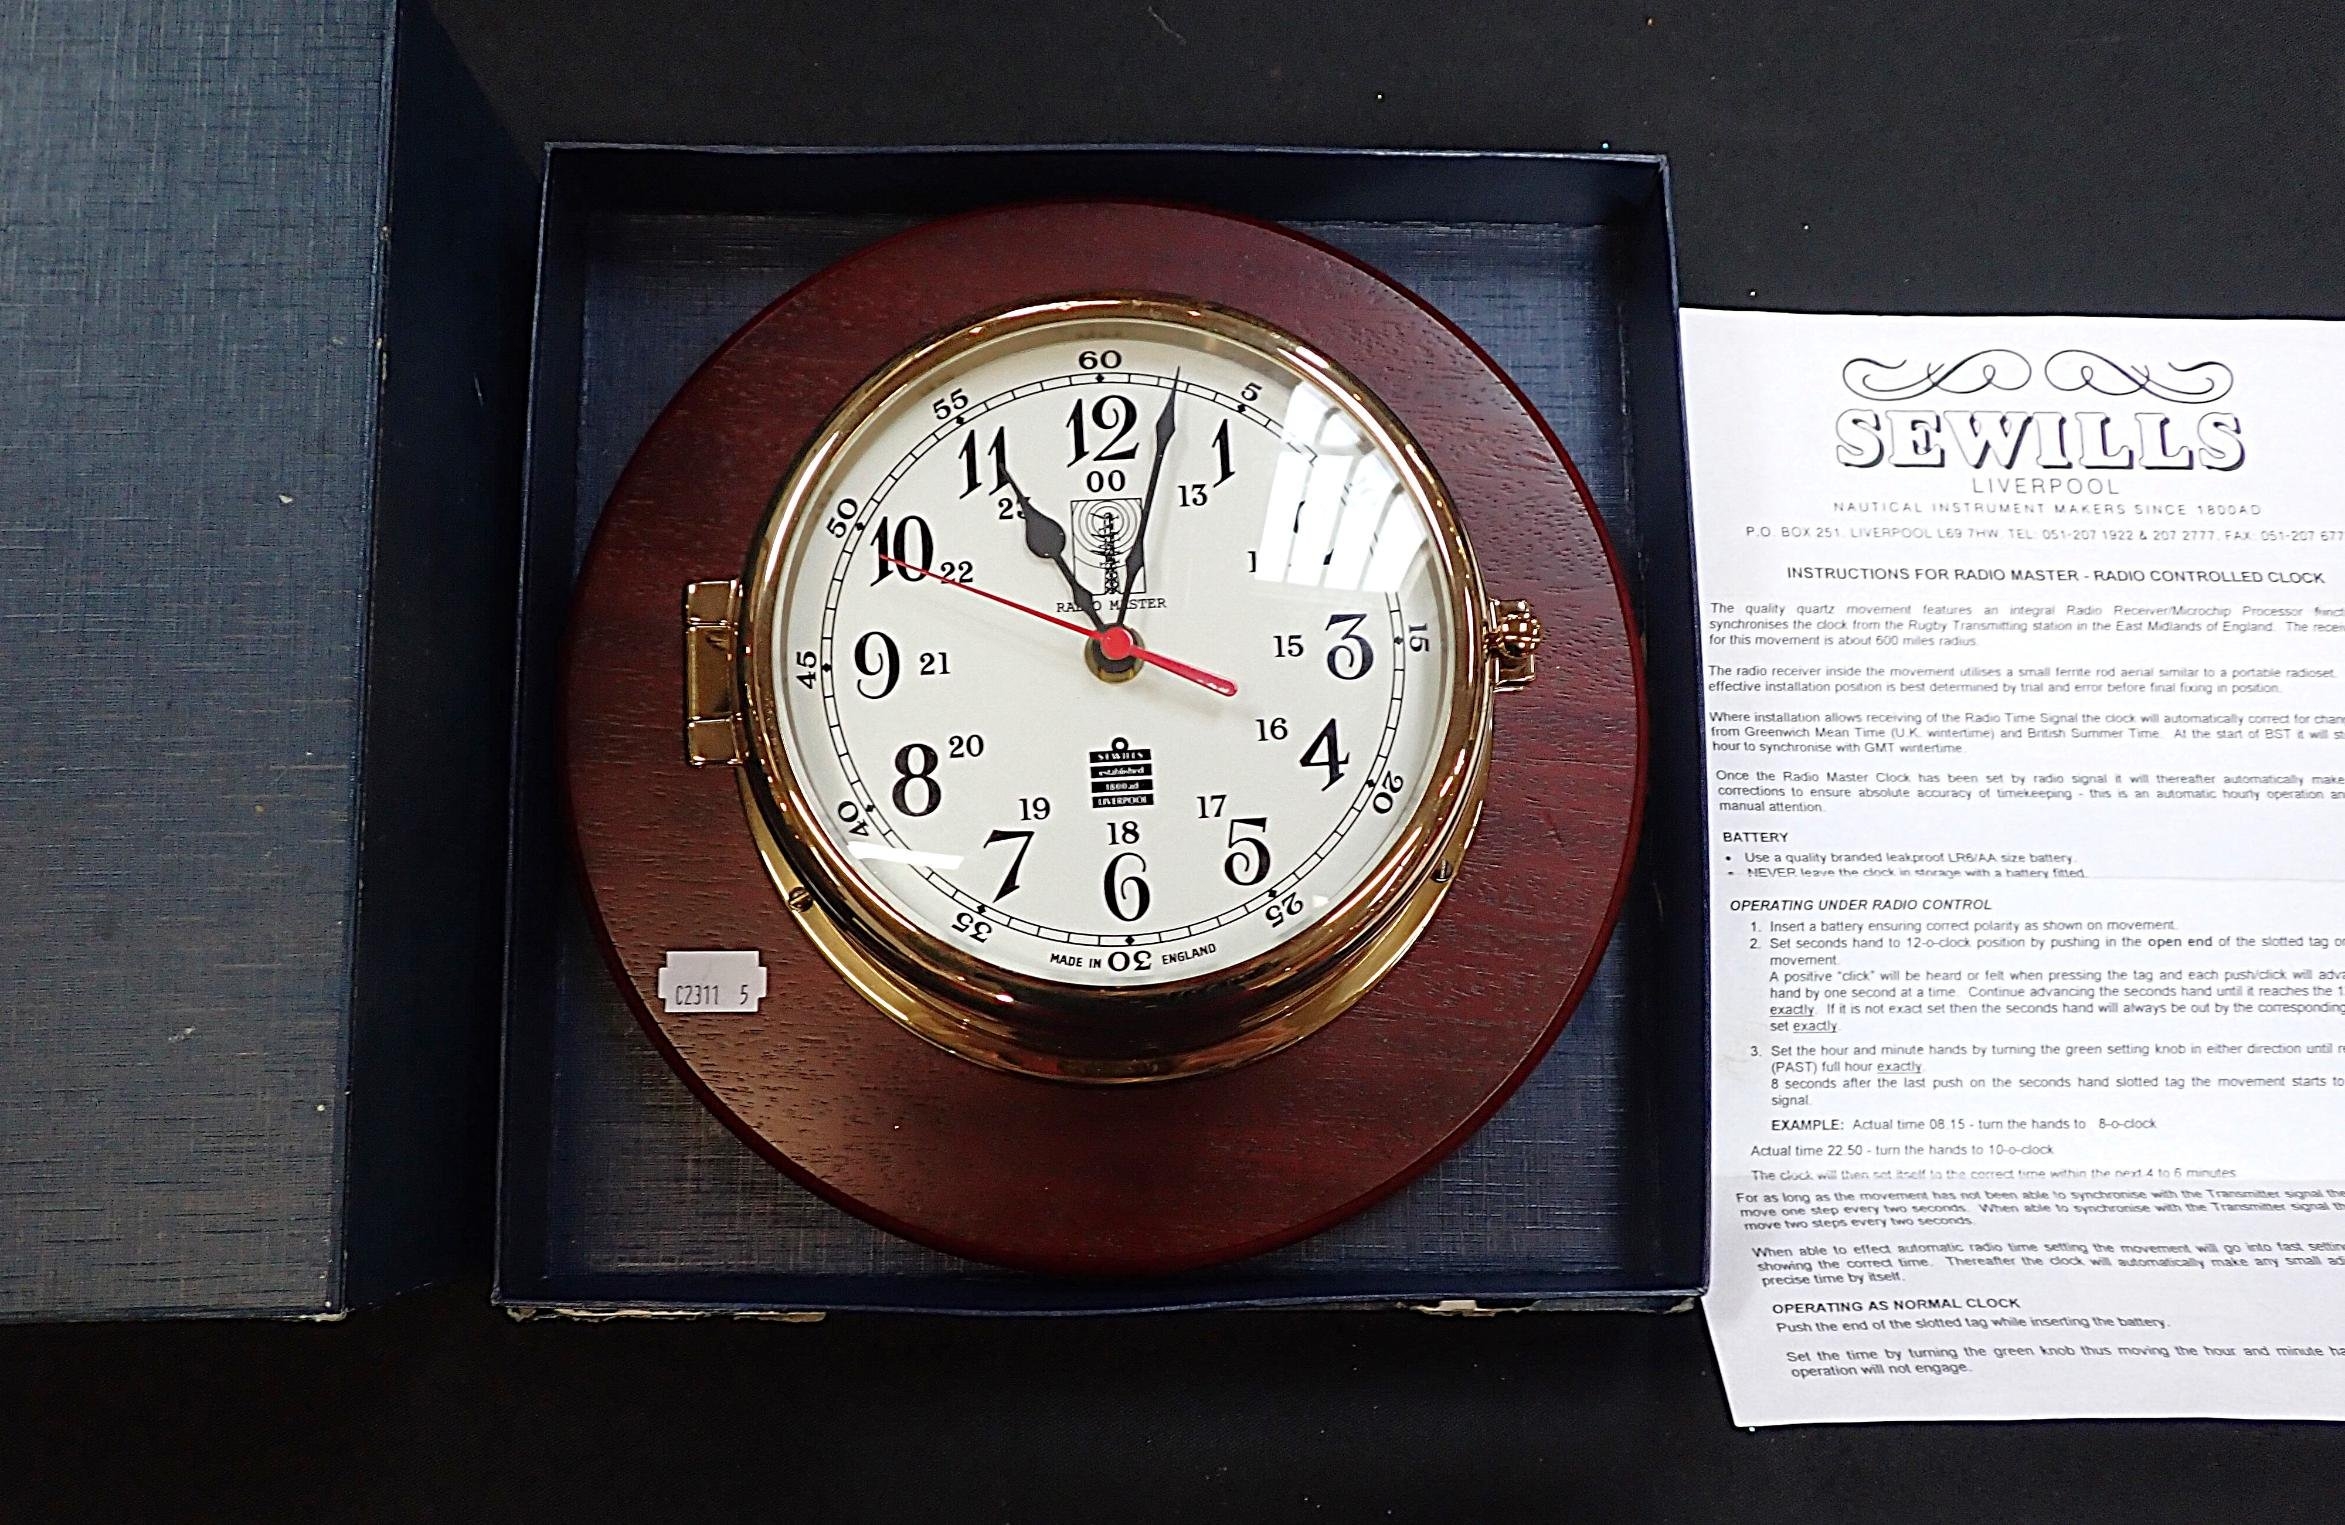 60
5
15
20
25
30
35
40
45
50
55
12
1
3
4
5
6
7
8
9
10
11
00
13
15
16
17
18
19
20
21
22
RADIO MASTER
SEWILLS
established
1800 ad
LIVERPOOL
MADE IN ENGLAND
C2311 5
SEWILLS
LIVERPOOL
NAUTICAL INSTRUMENT MAKERS SINCE 1800AD
P.O. BOX 251, LIVERPOOL L69 7HW. TEL: 051-207 1922 & 207 2777. FAX: 051-207 677
INSTRUCTIONS FOR RADIO MASTER - RADIO CONTROLLED CLOCK
The quality quartz movement features an integral Radio Receiver/Microchip Processor
synchronises the clock from the Rugby Transmitting station in the East Midlands of England. The
for this movement is about 600 miles radius.
The radio receiver inside the movement utilises a small ferrite rod aerial similar to a portable radioset.
effective installation position is best determined by trial and error before final fixing in position.
Where installation allows receiving of the Radio Time Signal the clock will automatically correct for
from Greenwich Mean Time (U.K. wintertime) and British Summer Time. At the start of BST it will
hour to synchronise with GMT wintertime.
Once the Radio Master Clock has been set by radio signal it will thereafter automatically make
corrections to ensure absolute accuracy of timekeeping - this is an automatic hourly operation
manual attention.
BATTERY
• Use a quality branded leakproof LR6/AA size battery.
• NEVER leave the clock in storage with a battery fitted.
OPERATING UNDER RADIO CONTROL
1. Insert a battery ensuring correct polarity as shown on movement.
2. Set seconds hand to 12-o-clock position by pushing in the open end of the slotted tag
movement.
A positive "click" will be heard or felt when pressing the tag and each push/click will
hand by one second at a time. Continue advancing the seconds hand until it reaches the
exactly. If it is not exact set then the seconds hand will always be out by the corresponding
set exactly.
3. Set the hour and minute hands by turning the green setting knob in either direction until
(PAST) full hour exactly.
8 seconds after the last push on the seconds hand slotted tag the movement starts to
signal.
EXAMPLE: Actual time 08.15 - turn the hands to 8-o-clock
Actual time 22.50 - turn the hands to 10-o-clock
The clock will then set itself to the correct time within the next 4 to 6 minutes
For as long as the movement has not been able to synchronise with the Transmitter signal
move one step every two seconds. When able to synchronise with the Transmitter signal
move two steps every two seconds.
When able to effect automatic radio time setting the movement will go into fast
showing the correct time. Thereafter the clock will automatically make any small
precise time by itself.
OPERATING AS NORMAL CLOCK
Push the end of the slotted tag while inserting the battery.
Set the time by turning the green knob thus moving the hour and minute
operation will not engage.